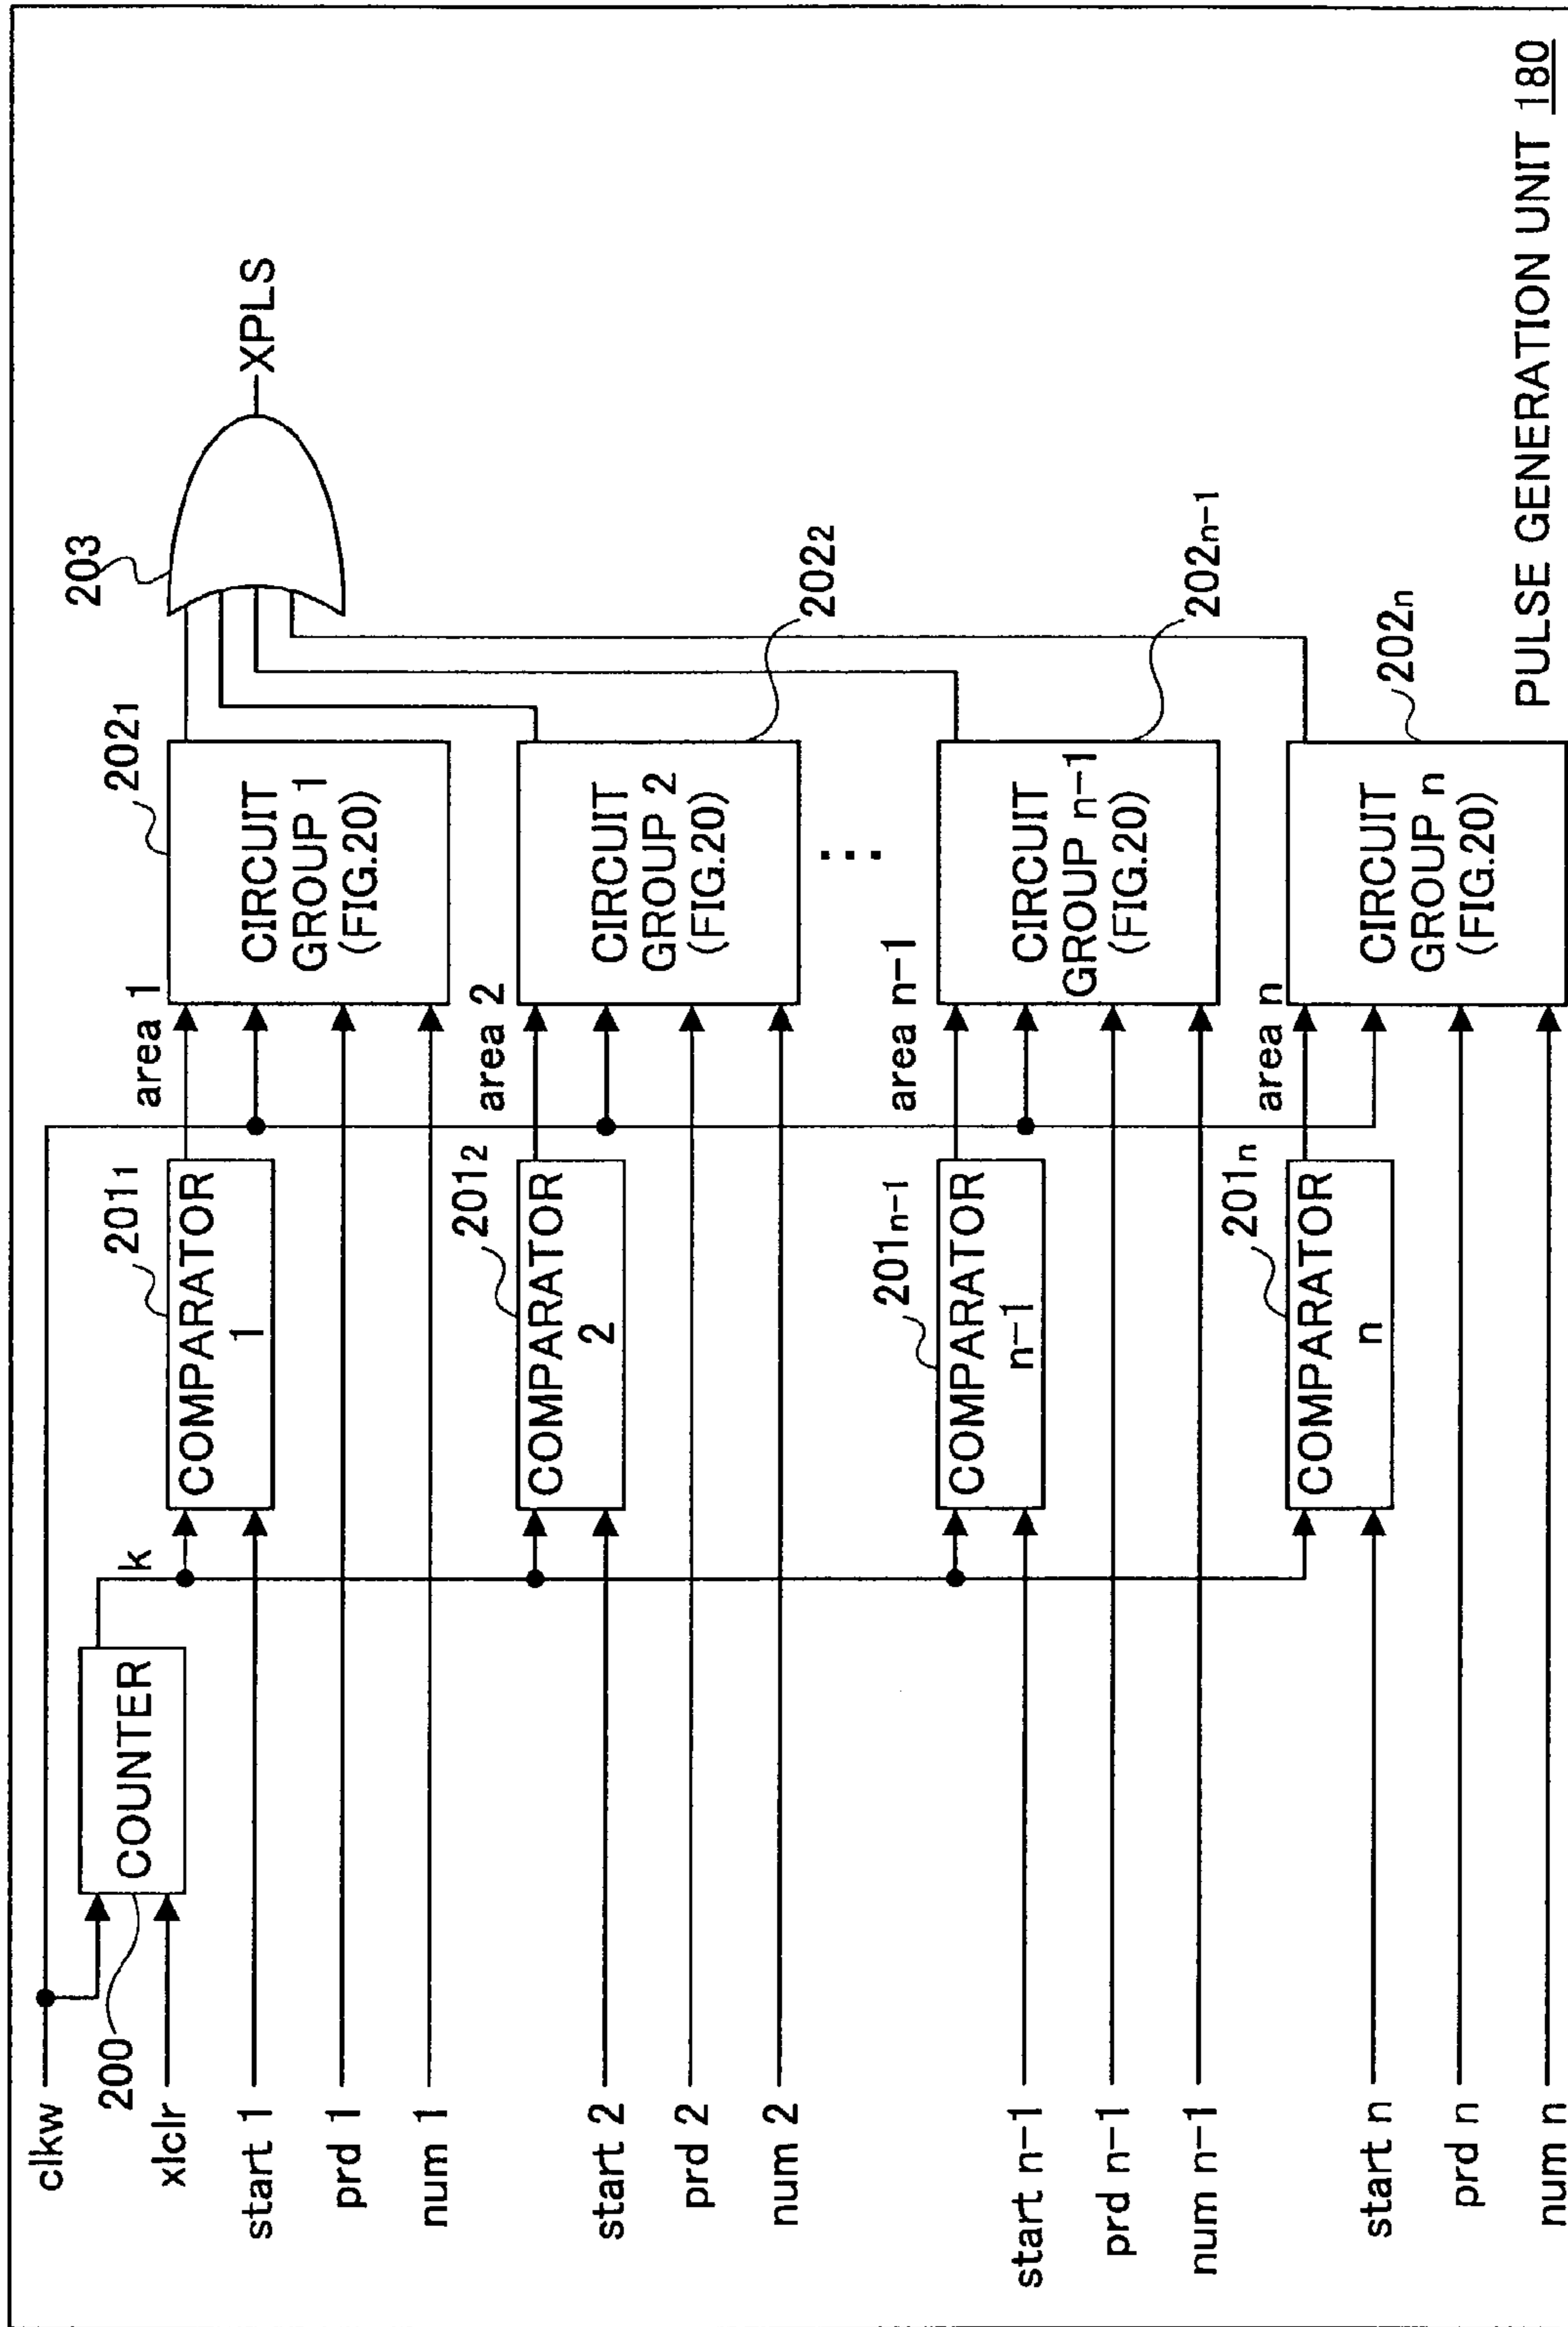 clkw
200
xlclr
COUNTER
k
start 1
prd 1
num 1
2011
COMPARATOR
1
area 1
2021
CIRCUIT
GROUP 1
(FIG.20)
203
XPLS
start 2
prd 2
num 2
2012
COMPARATOR
2
area 2
CIRCUIT
GROUP 2
(FIG.20)
2022
...
start n-1
prd n-1
num n-1
201n-1
COMPARATOR
n-1
area n-1
CIRCUIT
GROUP n-1
(FIG.20)
202n-1
start n
prd n
num n
201n
COMPARATOR
n
area n
CIRCUIT
GROUP n
(FIG.20)
202n
PULSE GENERATION UNIT 180